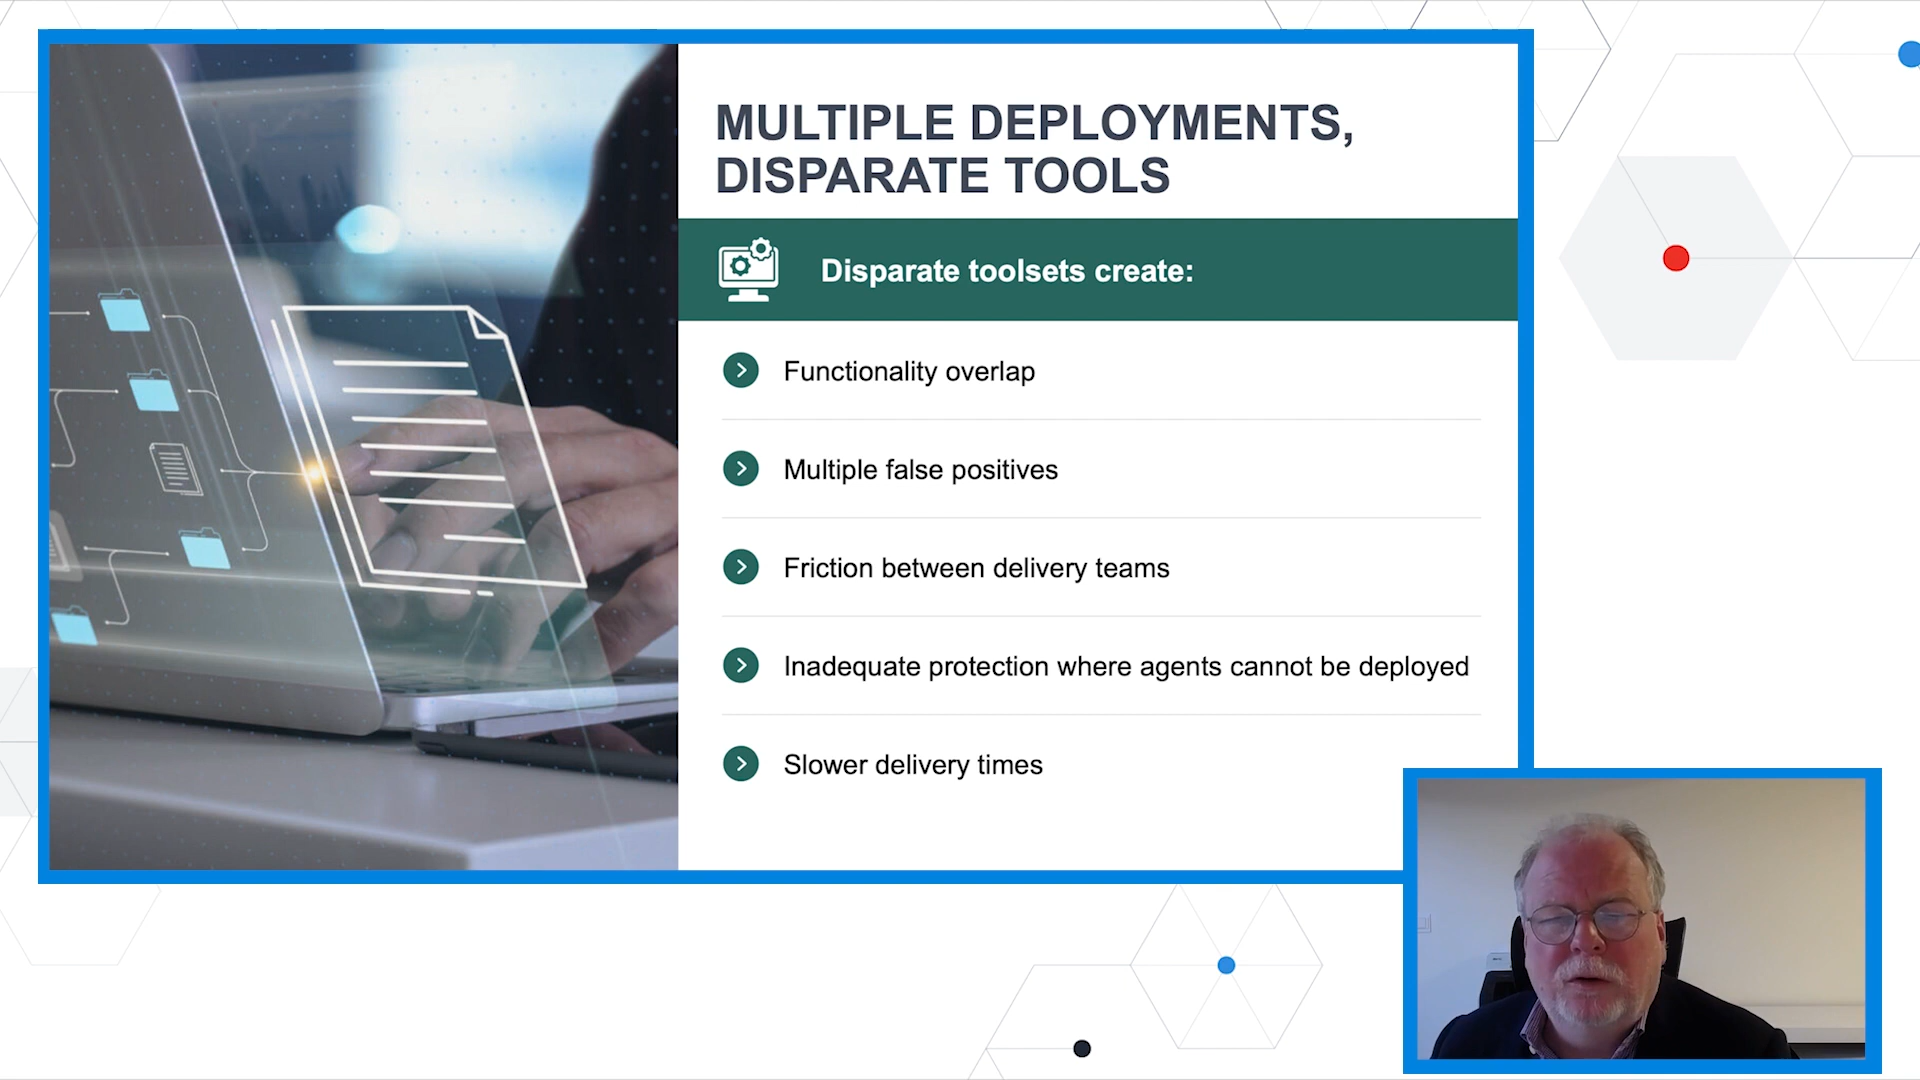 MULTIPLE DEPLOYMENTS,
DISPARATE TOOLS
Disparate toolsets create:
Functionality overlap
Multiple false positives
Friction between delivery teams
Inadequate protection where agents cannot be deployed
Slower delivery times